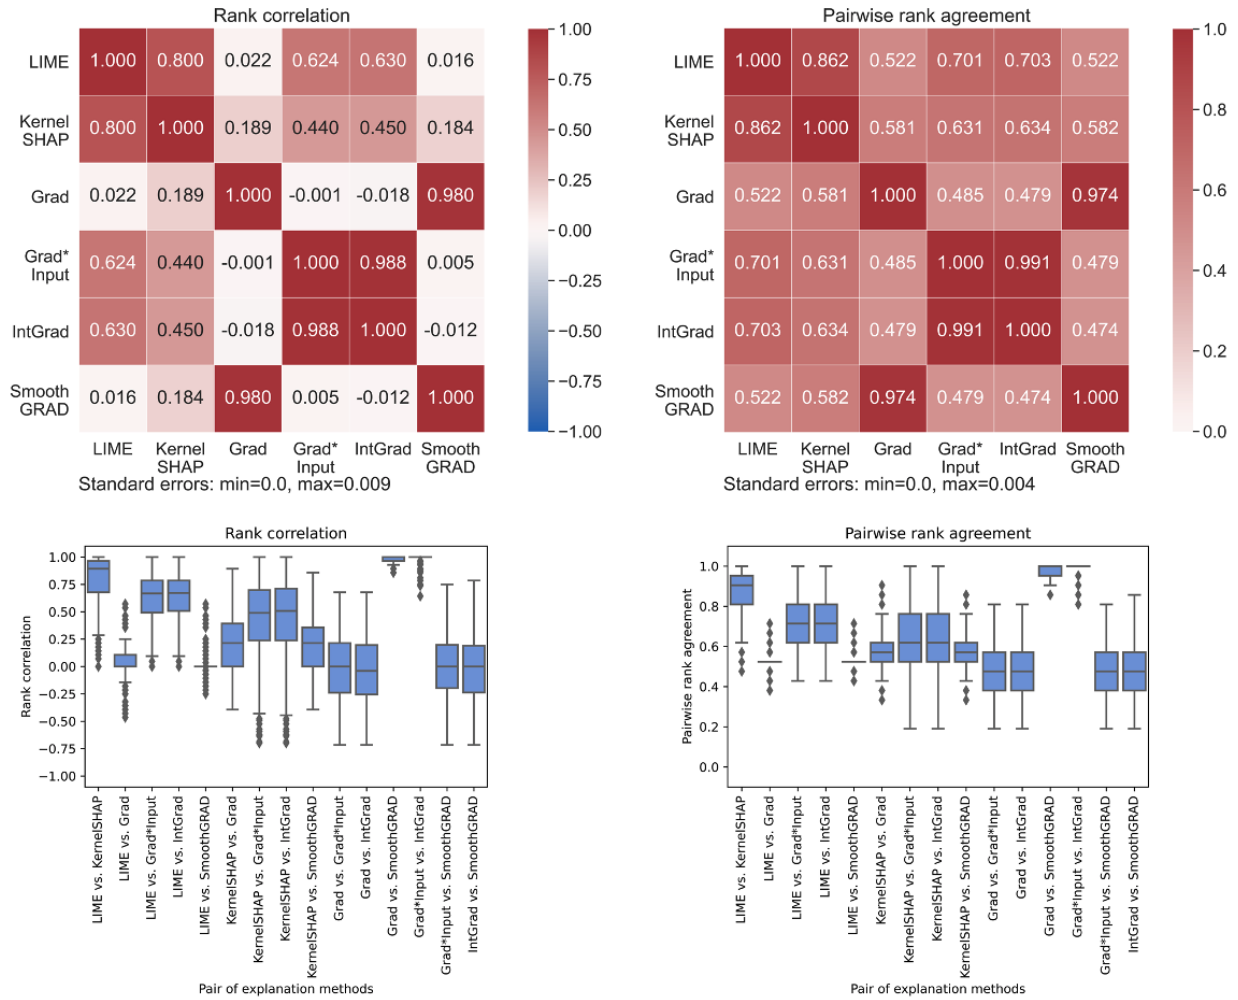 Rank correlation
LIME 1.000 0.800 0.022 0.624 0.630 0.016
Kernel
SHAP 0.800 1.000 0.189 0.440 0.450 0.184
Grad 0.022 0.189 1.000 -0.001 -0.018 0.980
Grad*
Input 0.624 0.440 -0.001 1.000 0.988 0.005
IntGrad 0.630 0.450 -0.018 0.988 1.000 -0.012
Smooth
GRAD 0.016 0.184 0.980 0.005 -0.012 1.000
LIME Kernel Grad Grad* IntGrad Smooth
SHAP Input GRAD
Standard errors: min=0.0, max=0.009
1.00
0.75
0.50
0.25
0.00
−0.25
−0.50
−0.75
−1.00
Pairwise rank agreement
LIME 1.000 0.862 0.522 0.701 0.703 0.522
Kernel
SHAP 0.862 1.000 0.581 0.631 0.634 0.582
Grad 0.522 0.581 1.000 0.485 0.479 0.974
Grad*
Input 0.701 0.631 0.485 1.000 0.991 0.479
IntGrad 0.703 0.634 0.479 0.991 1.000 0.474
Smooth
GRAD 0.522 0.582 0.974 0.479 0.474 1.000
LIME Kernel Grad Grad* IntGrad Smooth
SHAP Input GRAD
Standard errors: min=0.0, max=0.004
1.0
0.8
0.6
0.4
0.2
0.0
Rank correlation
Rank correlation
1.00
0.75
0.50
0.25
0.00
−0.25
−0.50
−0.75
−1.00
LIME vs. KernelSHAP
LIME vs. Grad
LIME vs. Grad*Input
LIME vs. IntGrad
LIME vs. SmoothGRAD
KernelSHAP vs. Grad
KernelSHAP vs. Grad*Input
KernelSHAP vs. IntGrad
KernelSHAP vs. SmoothGRAD
Grad vs. Grad*Input
Grad vs. IntGrad
Grad vs. SmoothGRAD
Grad*Input vs. IntGrad
Grad*Input vs. SmoothGRAD
IntGrad vs. SmoothGRAD
Pair of explanation methods
Pairwise rank agreement
Pairwise rank agreement
1.0
0.8
0.6
0.4
0.2
0.0
LIME vs. KernelSHAP
LIME vs. Grad
LIME vs. Grad*Input
LIME vs. IntGrad
LIME vs. SmoothGRAD
KernelSHAP vs. Grad
KernelSHAP vs. Grad*Input
KernelSHAP vs. IntGrad
KernelSHAP vs. SmoothGRAD
Grad vs. Grad*Input
Grad vs. IntGrad
Grad vs. SmoothGRAD
Grad*Input vs. IntGrad
Grad*Input vs. SmoothGRAD
IntGrad vs. SmoothGRAD
Pair of explanation methods